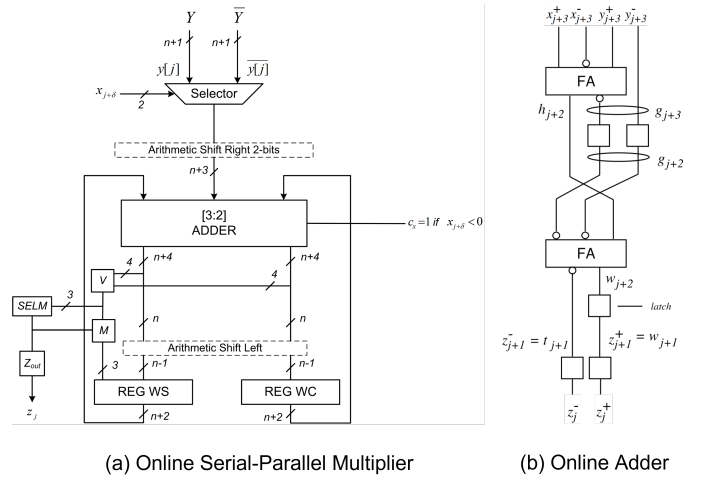 Y
Y̅
n+1
n+1
y[j]
y[j]̅
x_{j+δ}
2
Selector
Arithmetic Shift Right 2-bits
n+3
[3:2]
ADDER
c_s=1 if x_{j+δ}<0
n+4
n+4
4
4
V
SELM
3
M
n
n
Arithmetic Shift Left
Z_{out}
3
n-1
n-1
REG WS
REG WC
z_j
n+2
n+2
(a) Online Serial-Parallel Multiplier
x^+_{j+3} x^-_{j+3} y^+_{j+3} y^-_{j+3}
FA
h_{j+2}
g_{j+3}
g_{j+2}
FA
w_{j+2}
latch
z^-_{j+1} = t_{j+1}
z^+_{j+1} = w_{j+1}
z^-_j
z^+_j
(b) Online Adder